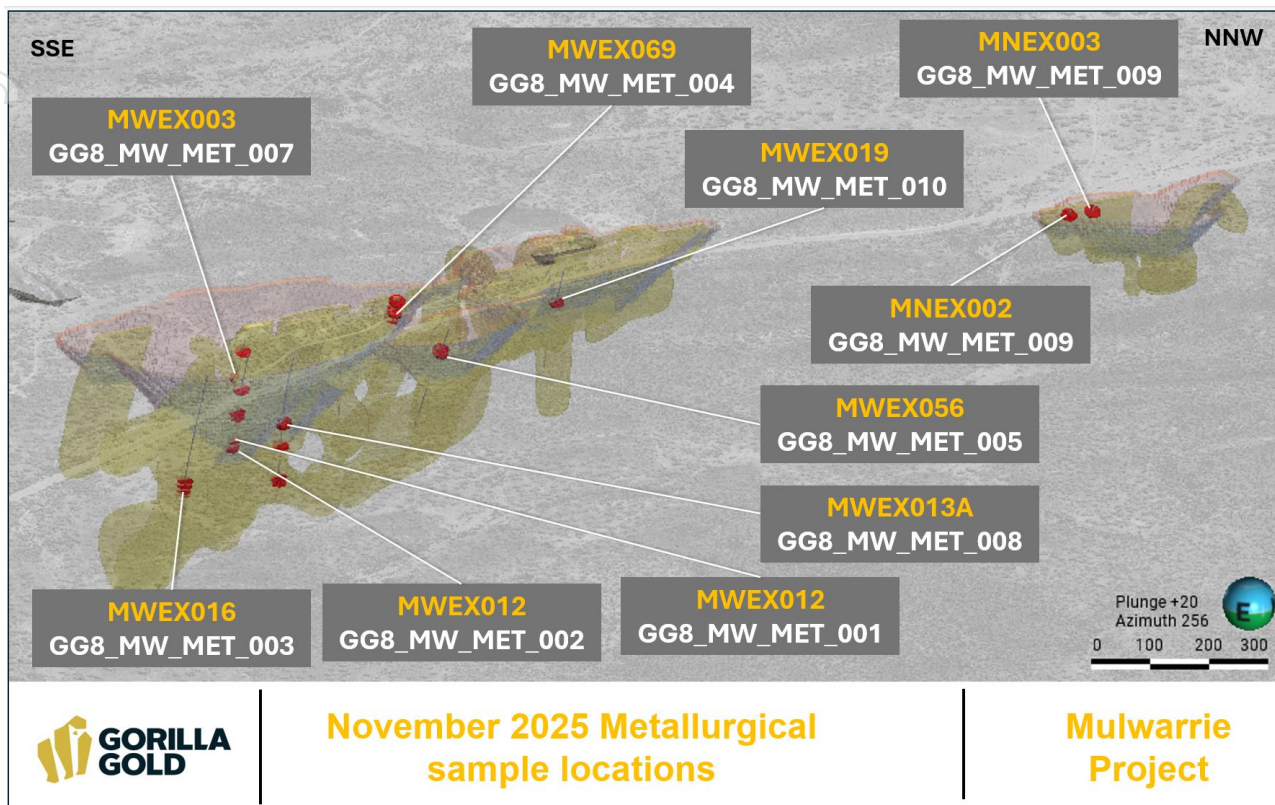 SSE
NNW
MWEX069
GG8_MW_MET_004
MNEX003
GG8_MW_MET_009
MWEX003
GG8_MW_MET_007
MWEX019
GG8_MW_MET_010
MNEX002
GG8_MW_MET_009
MWEX056
GG8_MW_MET_005
MWEX013A
GG8_MW_MET_008
MWEX016
GG8_MW_MET_003
MWEX012
GG8_MW_MET_002
MWEX012
GG8_MW_MET_001
Plunge +20
Azimuth 256
E
0 100 200 300
GORILLA
GOLD
November 2025 Metallurgical
sample locations
Mulwarrie
Project